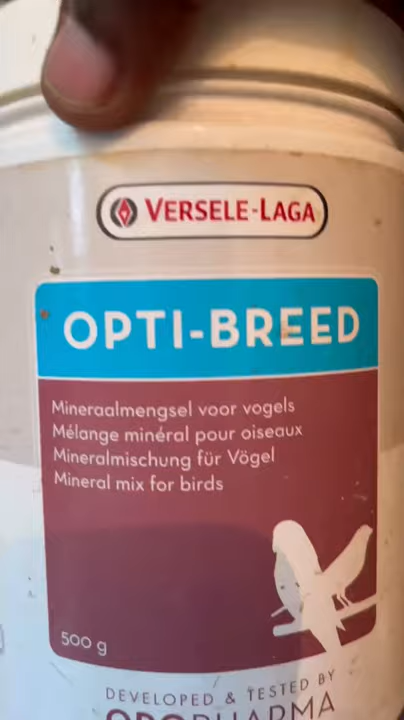 VERSELE-LAGA
OPTI-BREED
Mineraalmengsel voor vogels
Mélange minéral pour oiseaux
Mineralmischung für Vögel
Mineral mix for birds
500 g
DEVELOPED & TESTED BY
OROPHARMA